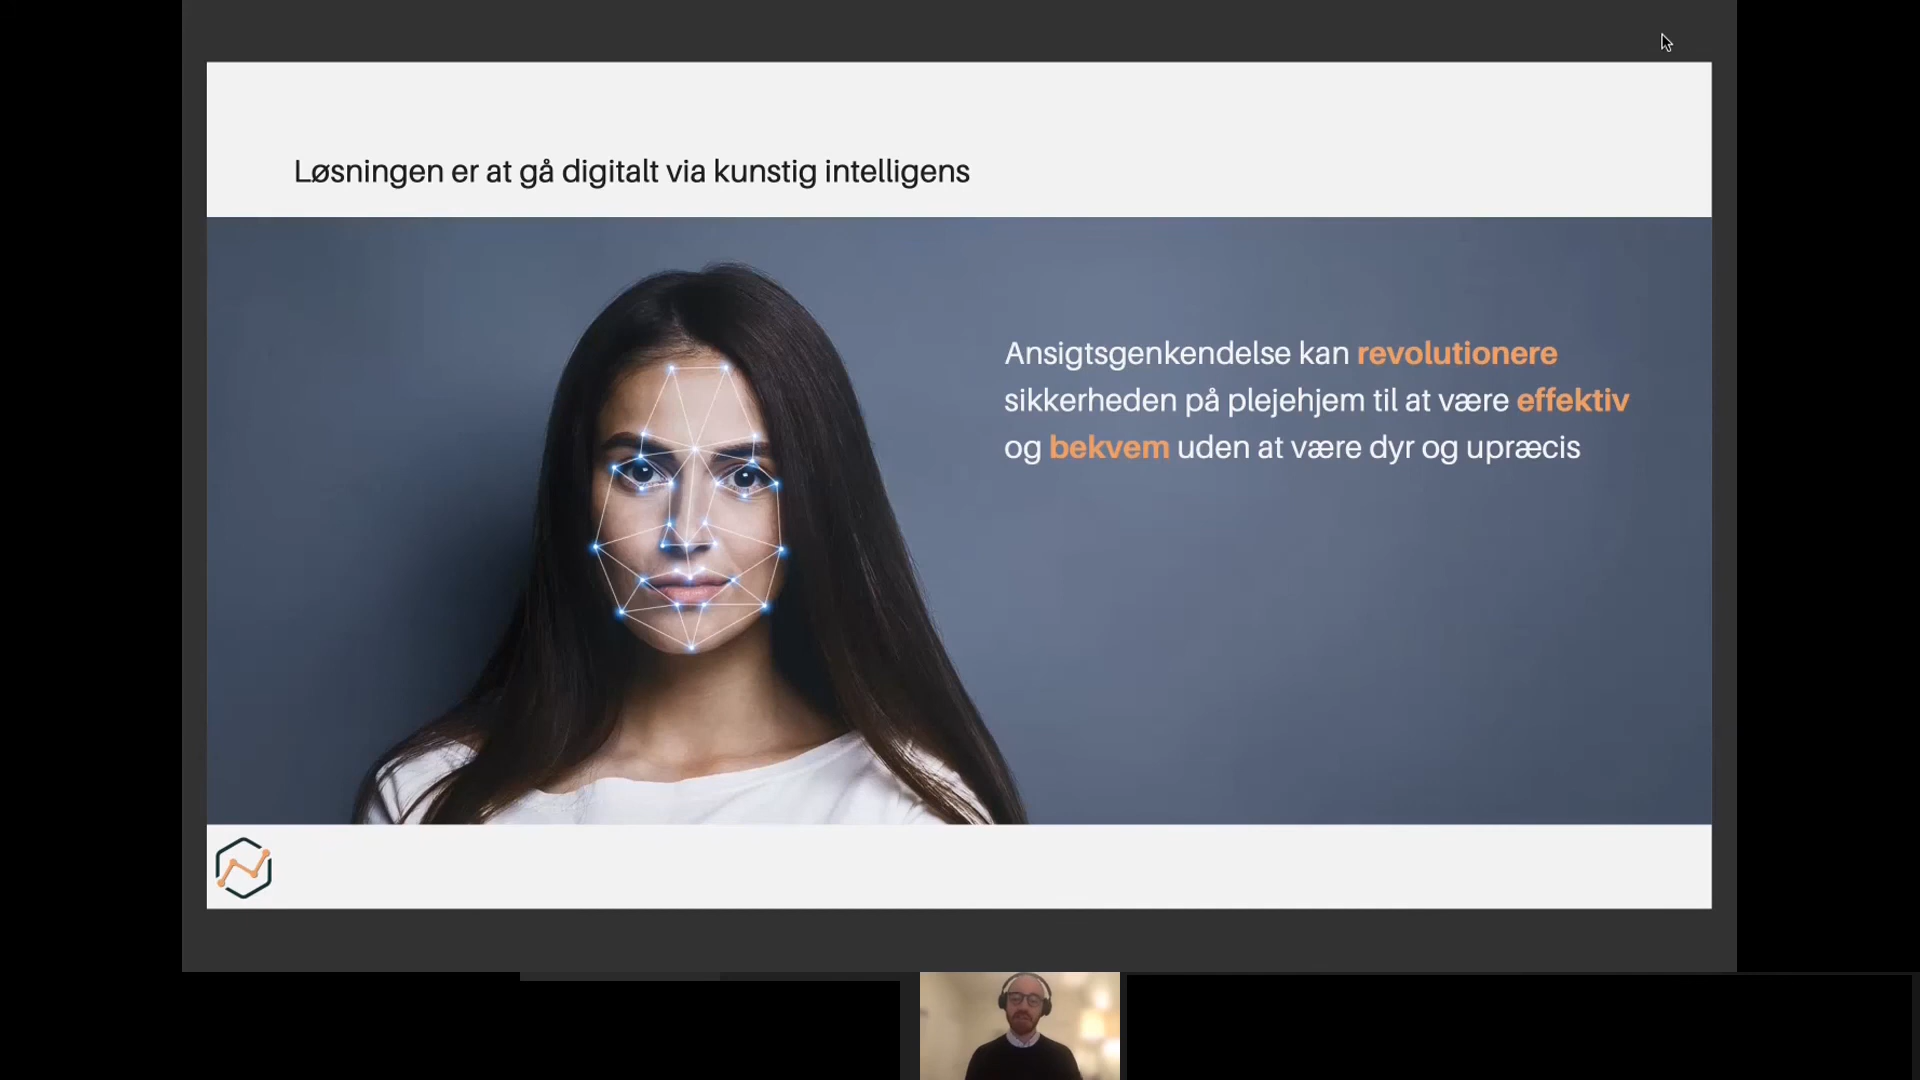 Løsningen er at gå digitalt via kunstig intelligens
Ansigtsgenkendelse kan revolutionere
sikkerheden på plejehjem til at være effektiv
og bekvem uden at være dyr og upræcis